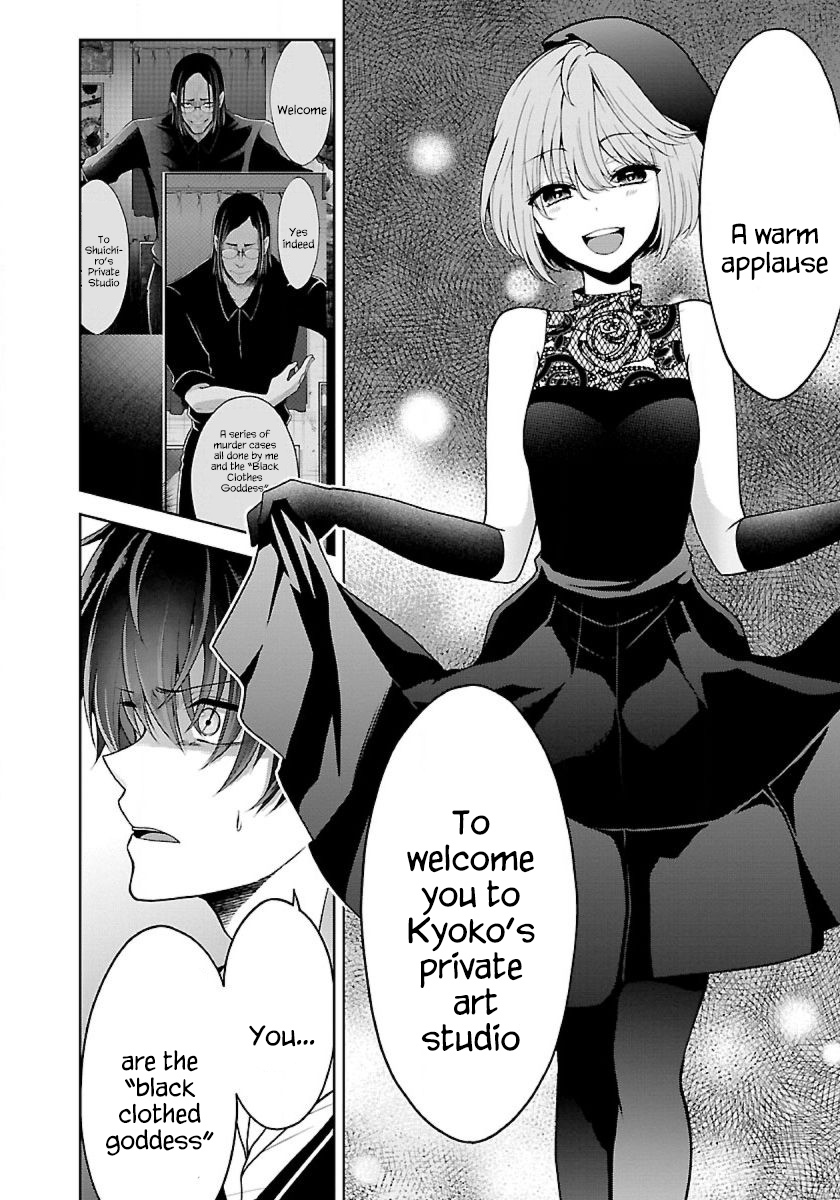 A warm
applause
To
welcome
you to
Kyoko's
private
art
studio
Welcome
To
Shuichi-
ro's
Private
Studio
Yes
indeed
A series of
murder cases
all done by me
and the "Black
Clothes
Goddess"
You...
are the
"black
clothed
goddess"